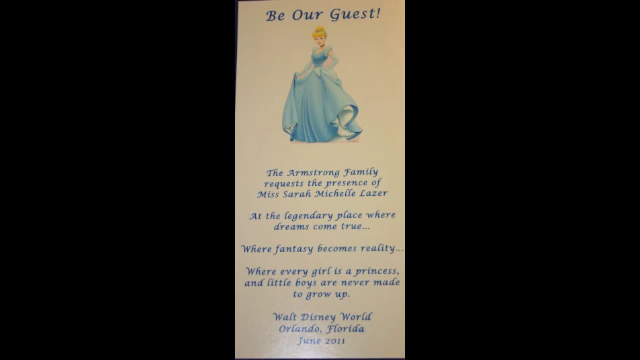 Be Our Guest!
The Armstrong Family
requests the presence of
Miss Sarah Michelle Lazer
At the legendary place where
dreams come true...
Where fantasy becomes reality...
Where every girl is a princess,
and little boys are never made
to grow up.
Walt Disney World
Orlando, Florida
June 2011